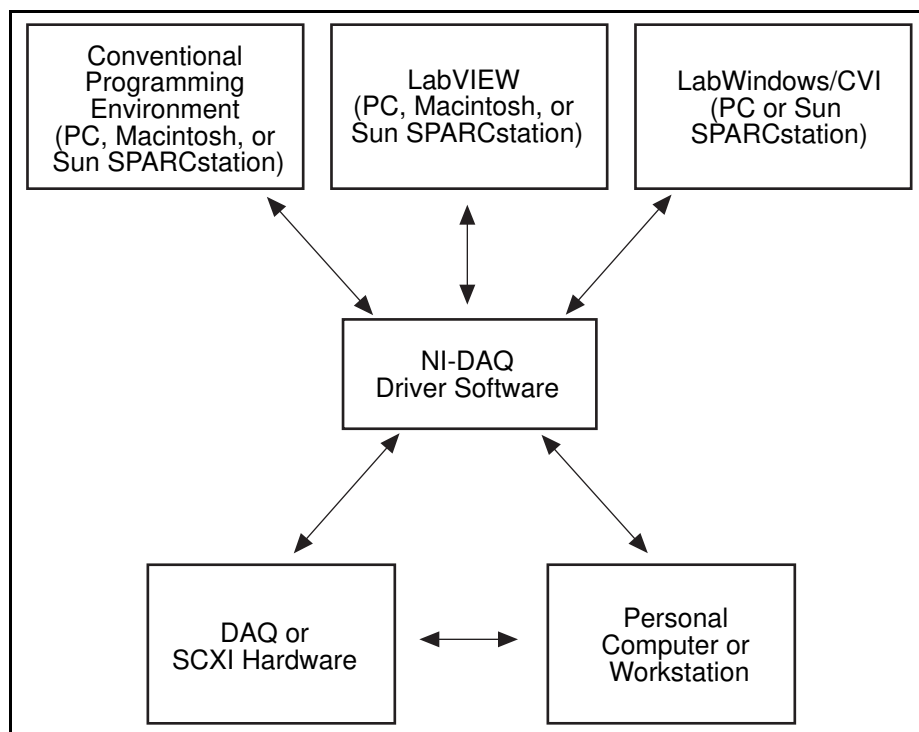 Conventional
Programming
Environment
(PC, Macintosh, or
Sun SPARCstation)
LabVIEW
(PC, Macintosh, or
Sun SPARCstation)
LabWindows/CVI
(PC or Sun
SPARCstation)
NI-DAQ
Driver Software
DAQ or
SCXI Hardware
Personal
Computer or
Workstation